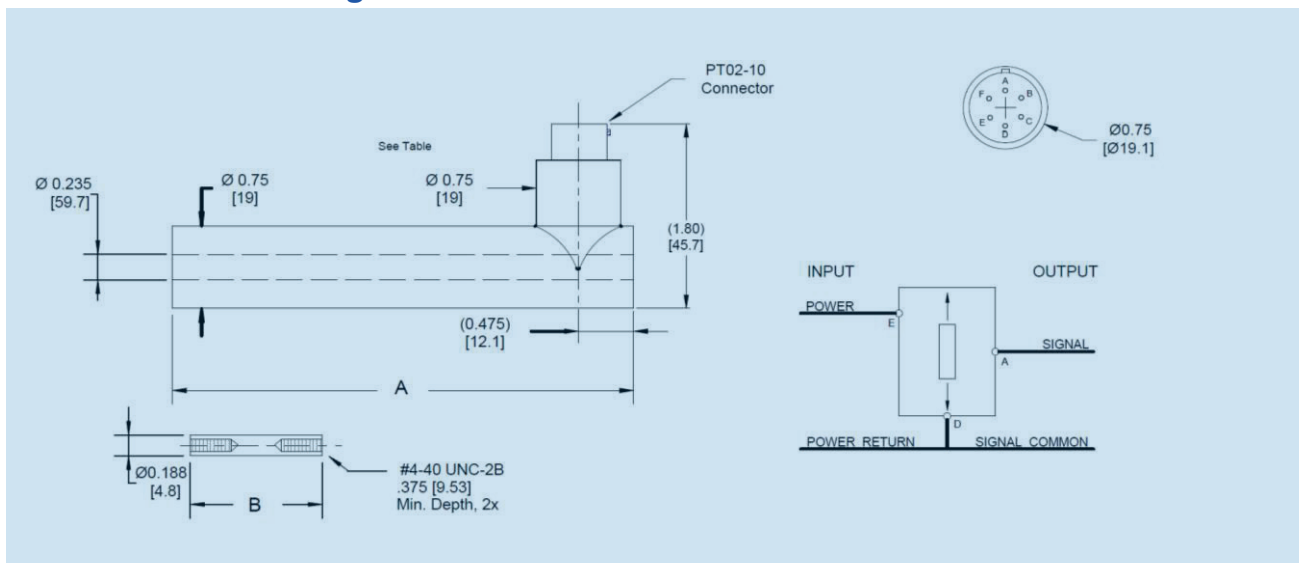 PT02-10
Connector
See Table
Ø 0.235
[59.7]
Ø 0.75
[19]
Ø 0.75
[19]
(1.80)
[45.7]
(0.475)
[12.1]
A
Ø0.188
[4.8]
B
#4-40 UNC-2B
.375 [9.53]
Min. Depth, 2x
A
F
B
E
C
D
Ø0.75
[Ø19.1]
INPUT
OUTPUT
POWER
E
SIGNAL
A
D
POWER RETURN
SIGNAL COMMON